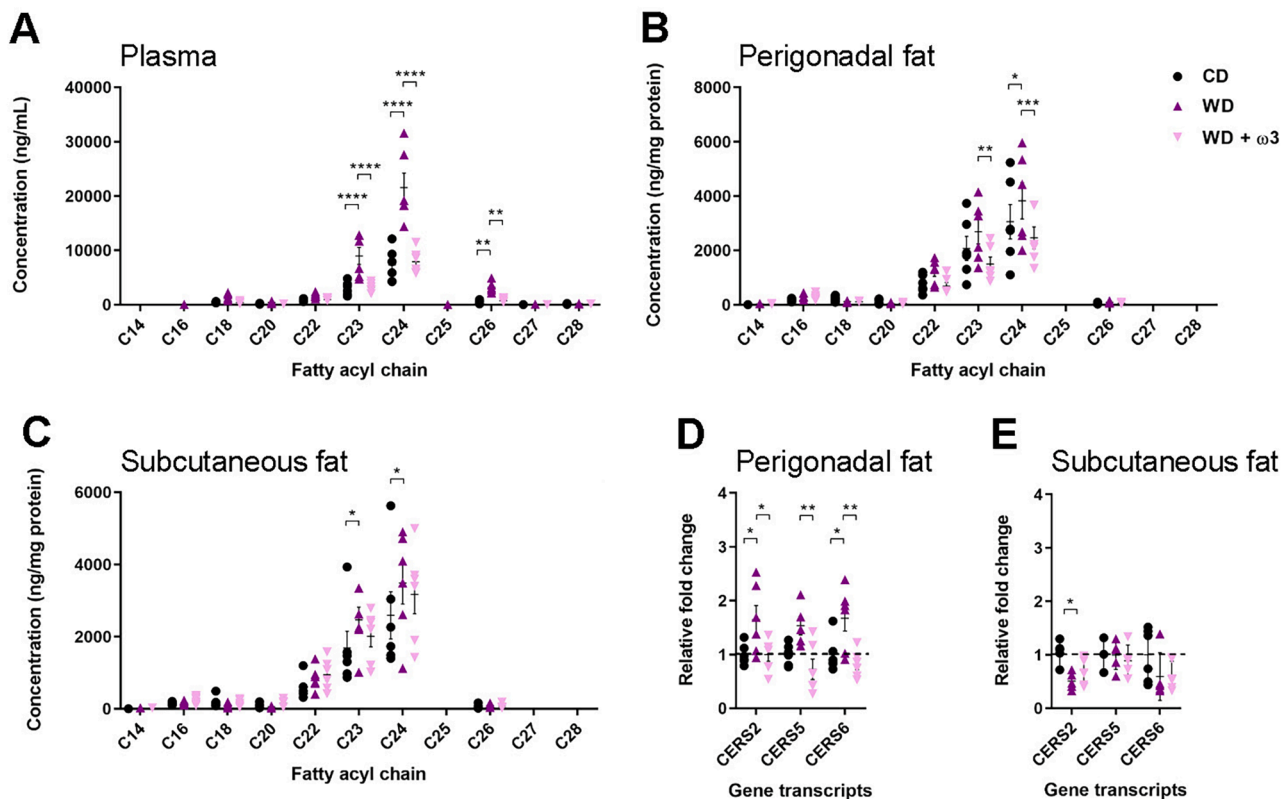 A
Plasma
Concentration (ng/mL)
40000
30000
20000
10000
0
****
****
****
****
**
**
C14
C16
C18
C20
C22
C23
C24
C25
C26
C27
C28
Fatty acyl chain
B
Perigonadal fat
Concentration (ng/mg protein)
8000
6000
4000
2000
0
*
***
**
C14
C16
C18
C20
C22
C23
C24
C25
C26
C27
C28
Fatty acyl chain
CD
WD
WD + ω3
C
Subcutaneous fat
Concentration (ng/mg protein)
6000
4000
2000
0
*
*
C14
C16
C18
C20
C22
C23
C24
C25
C26
C27
C28
Fatty acyl chain
D
Perigonadal fat
Relative fold change
4
3
2
1
0
*
*
**
*
**
CERS2
CERS5
CERS6
Gene transcripts
E
Subcutaneous fat
Relative fold change
4
3
2
1
0
*
CERS2
CERS5
CERS6
Gene transcripts